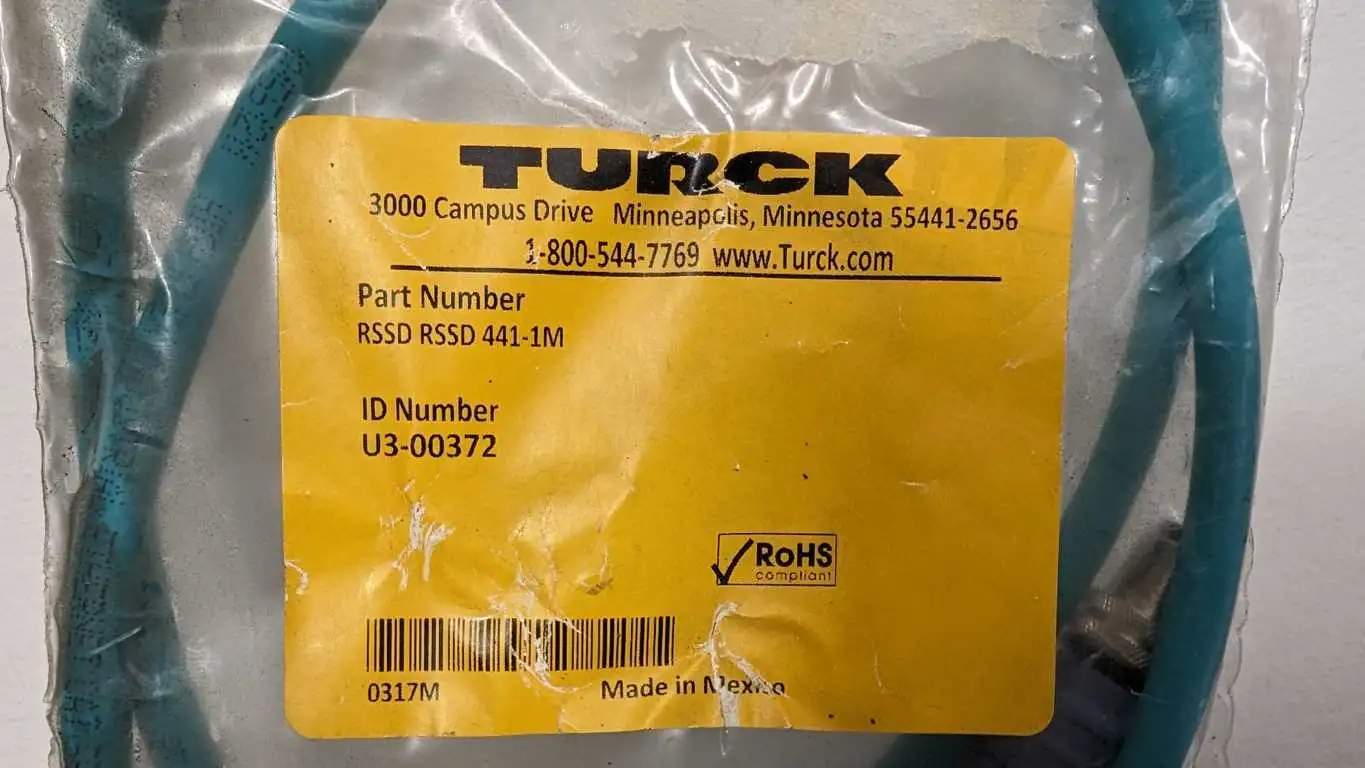 TURCK
3000 Campus Drive Minneapolis, Minnesota 55441-2656
1-800-544-7769 www.Turck.com
Part Number
RSSD RSSD 441-1M
ID Number
U3-00372
RoHS
compliant
0317M Made in Mexico